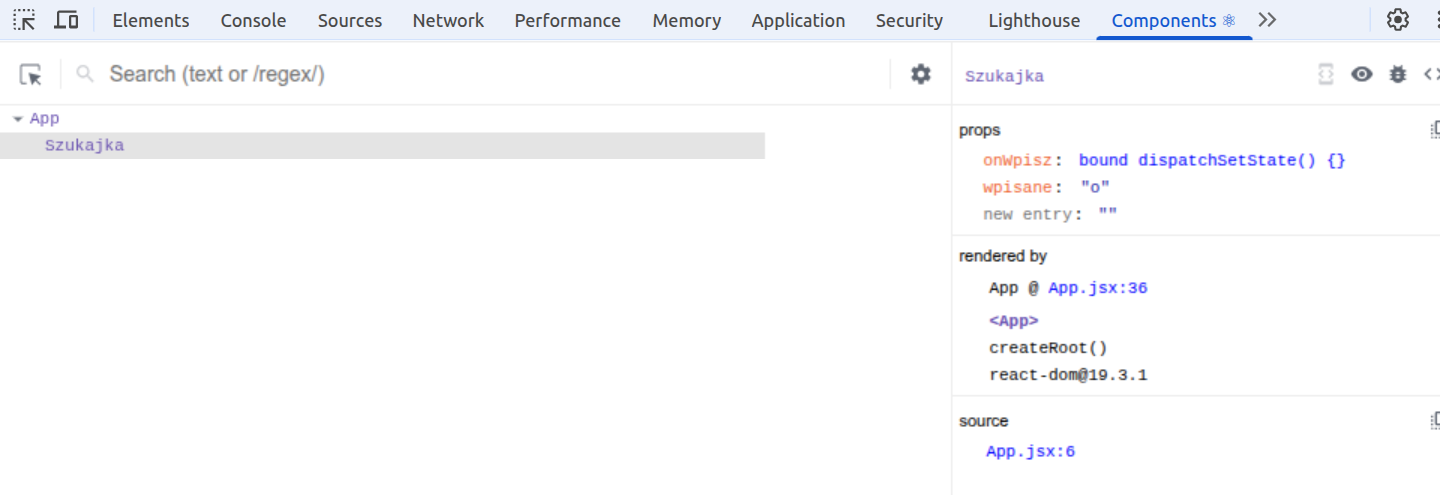 Elements Console Sources Network Performance Memory Application Security Lighthouse Components
Search (text or /regex/)
App
Szukajka
Szukajka
props
onWpisz: bound dispatchSetState() {}
wpisane: "o"
new entry: ""
rendered by
App @ App.jsx:36
<App>
createRoot()
react-dom@19.3.1
source
App.jsx:6